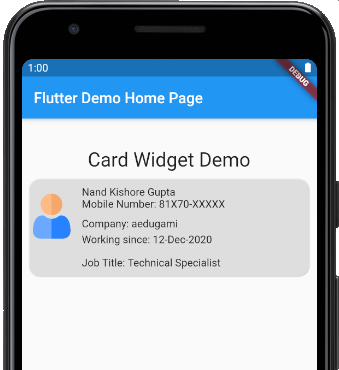 1:00
DEBUG
Flutter Demo Home Page
Card Widget Demo
Nand Kishore Gupta
Mobile Number: 81X70-XXXXX
Company: aedugami
Working since: 12-Dec-2020
Job Title: Technical Specialist